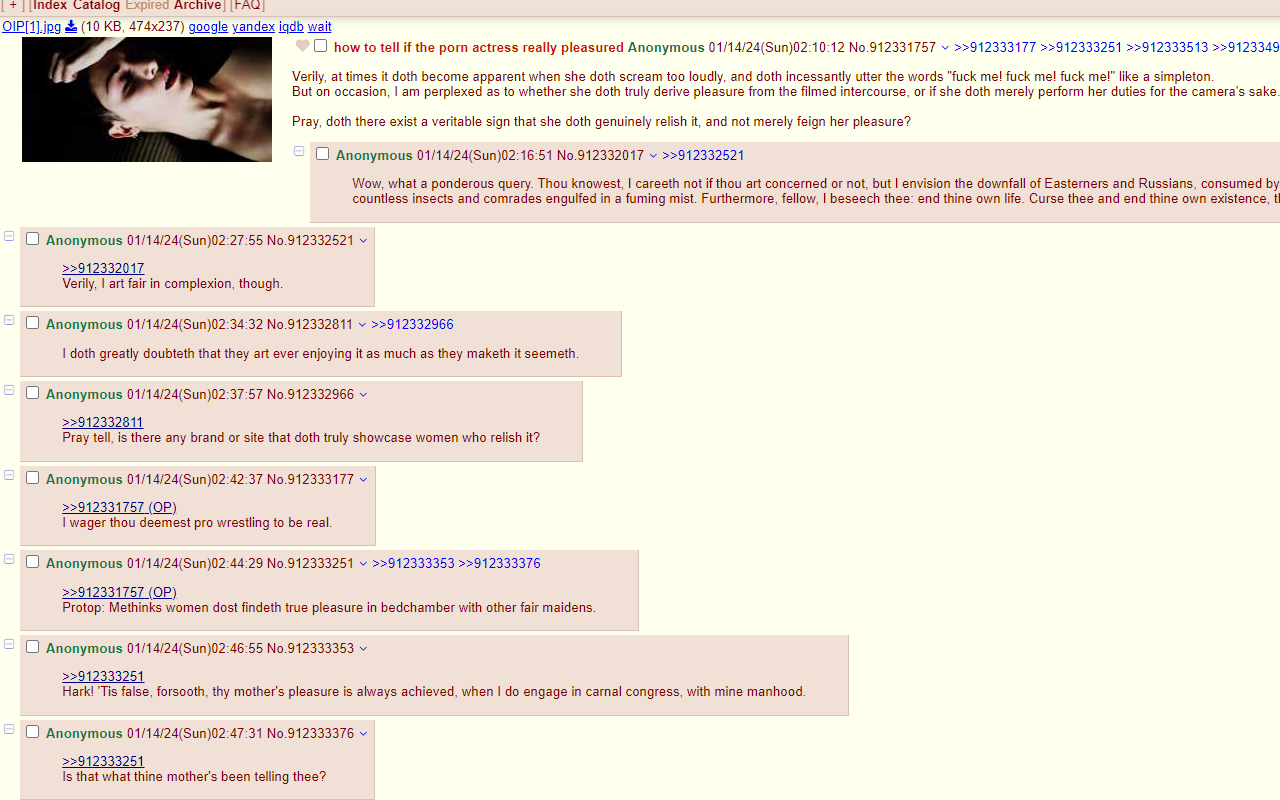 [ + ] [Index Catalog Expired Archive] [FAQ]
OIP[1].jpg (10 KB, 474x237) google yandex iqdb wait
how to tell if the porn actress really pleasured Anonymous 01/14/24(Sun)02:10:12 No.912331757 >>912333177 >>912333251 >>912333513 >>9123349
Verily, at times it doth become apparent when she doth scream too loudly, and doth incessantly utter the words "fuck me! fuck me! fuck me!" like a simpleton.
But on occasion, I am perplexed as to whether she doth truly derive pleasure from the filmed intercourse, or if she doth merely perform her duties for the camera's sake.
Pray, doth there exist a veritable sign that she doth genuinely relish it, and not merely feign her pleasure?
Anonymous 01/14/24(Sun)02:16:51 No.912332017 >>912332521
Wow, what a ponderous query. Thou knowest, I careeth not if thou art concerned or not, but I envision the downfall of Easterners and Russians, consumed by
countless insects and comrades engulfed in a fuming mist. Furthermore, fellow, I beseech thee: end thine own life. Curse thee and end thine own existence,
Anonymous 01/14/24(Sun)02:27:55 No.912332521
>>912332017
Verily, I art fair in complexion, though.
Anonymous 01/14/24(Sun)02:34:32 No.912332811 >>912332966
I doth greatly doubteth that they art ever enjoying it as much as they maketh it seemeth.
Anonymous 01/14/24(Sun)02:37:57 No.912332966
>>912332811
Pray tell, is there any brand or site that doth truly showcase women who relish it?
Anonymous 01/14/24(Sun)02:42:37 No.912333177
>>912331757 (OP)
I wager thou deemest pro wrestling to be real.
Anonymous 01/14/24(Sun)02:44:29 No.912333251 >>912333353 >>912333376
>>912331757 (OP)
Protop: Methinks women dost findeth true pleasure in bedchamber with other fair maidens.
Anonymous 01/14/24(Sun)02:46:55 No.912333353
>>912333251
Hark! 'Tis false, forsooth, thy mother's pleasure is always achieved, when I do engage in carnal congress, with mine manhood.
Anonymous 01/14/24(Sun)02:47:31 No.912333376
>>912333251
Is that what thine mother's been telling thee?